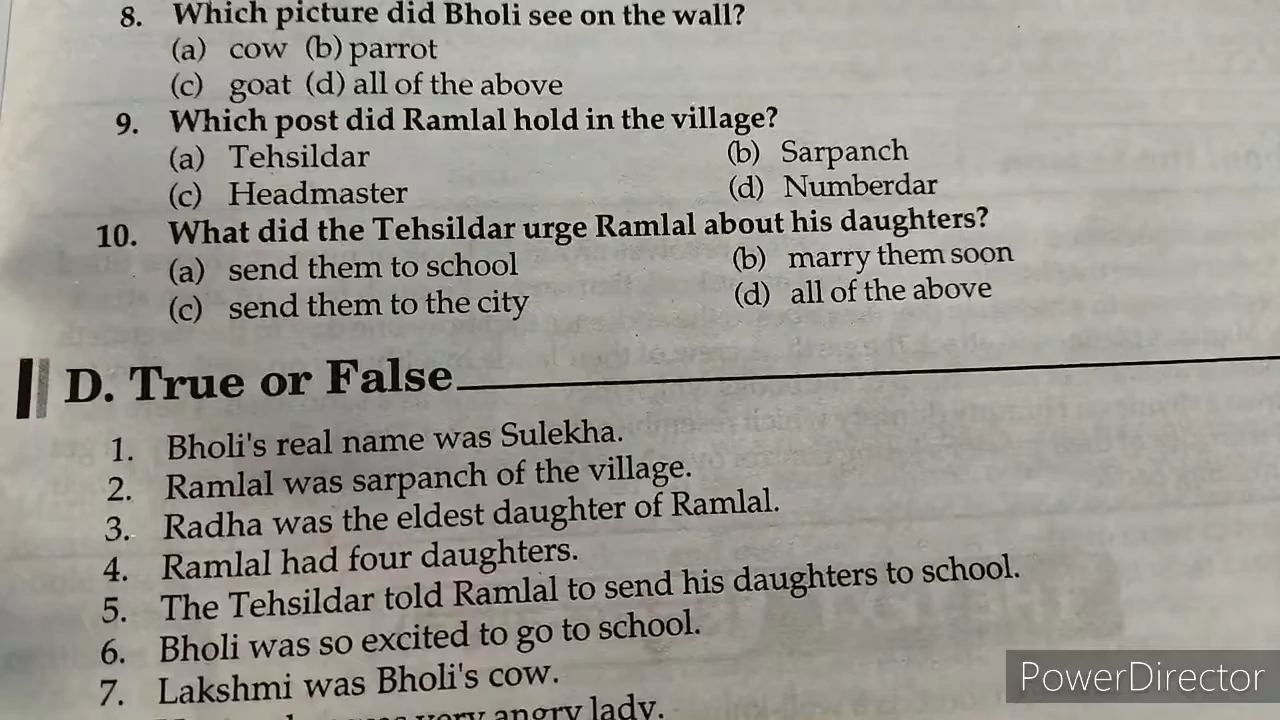 8. Which picture did Bholi see on the wall?
(a) cow (b) parrot
(c) goat (d) all of the above
9. Which post did Ramlal hold in the village?
(a) Tehsildar (b) Sarpanch
(c) Headmaster (d) Numberdar
10. What did the Tehsildar urge Ramlal about his daughters?
(a) send them to school (b) marry them soon
(c) send them to the city (d) all of the above
D. True or False
1. Bholi's real name was Sulekha.
2. Ramlal was sarpanch of the village.
3. Radha was the eldest daughter of Ramlal.
4. Ramlal had four daughters.
5. The Tehsildar told Ramlal to send his daughters to school.
6. Bholi was so excited to go to school.
7. Lakshmi was Bholi's cow.
very angry lady.
PowerDirector